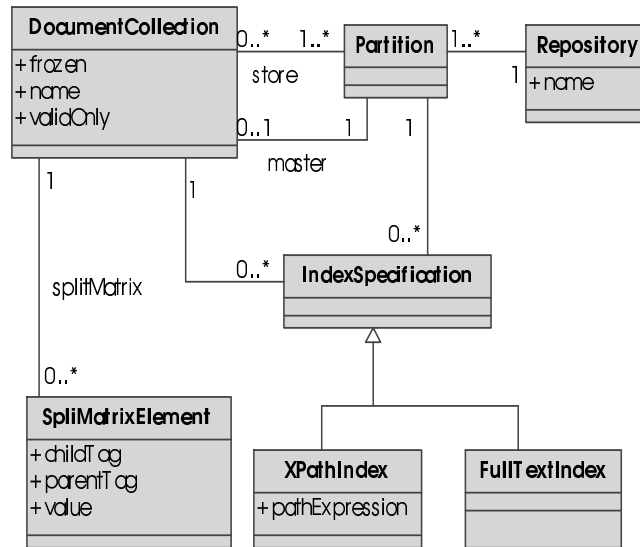 DocumentCollection
+ frozen
+ name
+ validOnly
0..* 1..*
store
Partition
1..*
1
Repository
+ name
0..1 1
master
1
1
1
0..*
0..*
IndexSpecification
splitMatrix
0..*
SpliMatrixElement
+ childTag
+ parentTag
+ value
XPathIndex
+ pathExpression
FullTextIndex